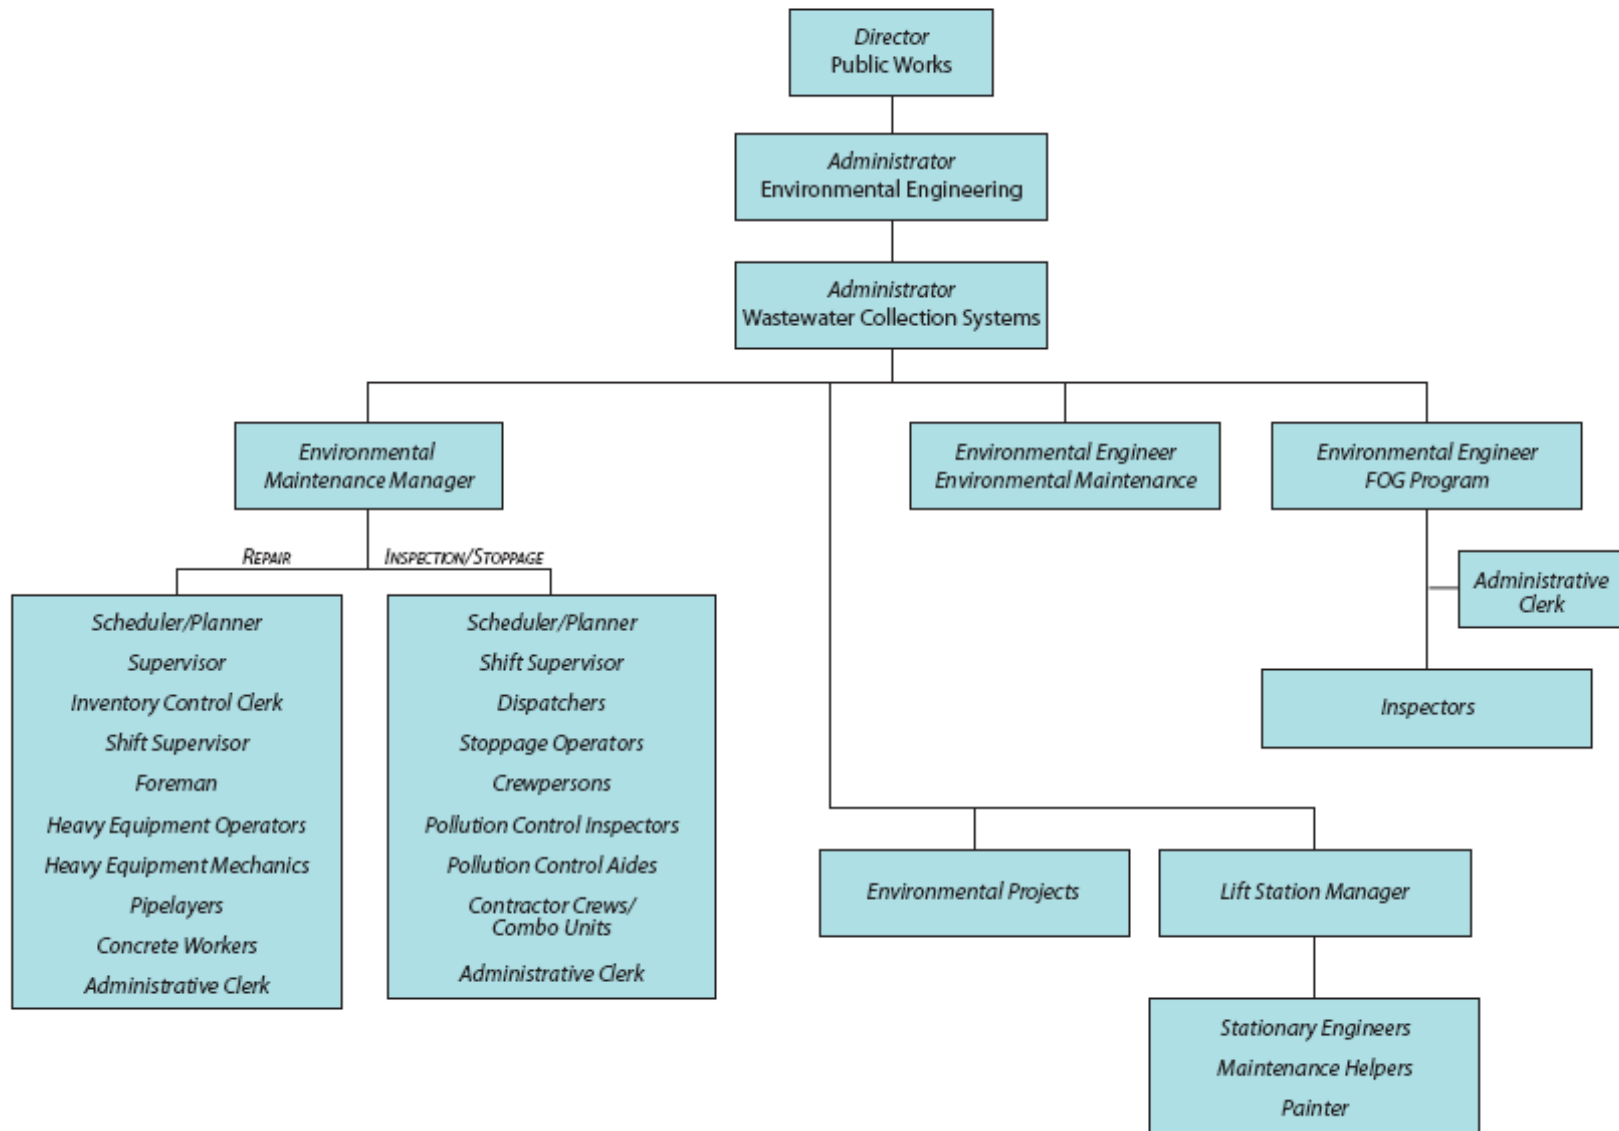 Director
Public Works
Administrator
Environmental Engineering
Administrator
Wastewater Collection Systems
Environmental
Maintenance Manager
Environmental Engineer
Environmental Maintenance
Environmental Engineer
FOG Program
REPAIR
INSPECTION/STOPPAGE
Administrative
Clerk
Scheduler/Planner
Supervisor
Inventory Control Clerk
Shift Supervisor
Foreman
Heavy Equipment Operators
Heavy Equipment Mechanics
Pipelayers
Concrete Workers
Administrative Clerk
Scheduler/Planner
Shift Supervisor
Dispatchers
Stoppage Operators
Crewpersons
Pollution Control Inspectors
Pollution Control Aides
Contractor Crews/
Combo Units
Administrative Clerk
Inspectors
Environmental Projects
Lift Station Manager
Stationary Engineers
Maintenance Helpers
Painter